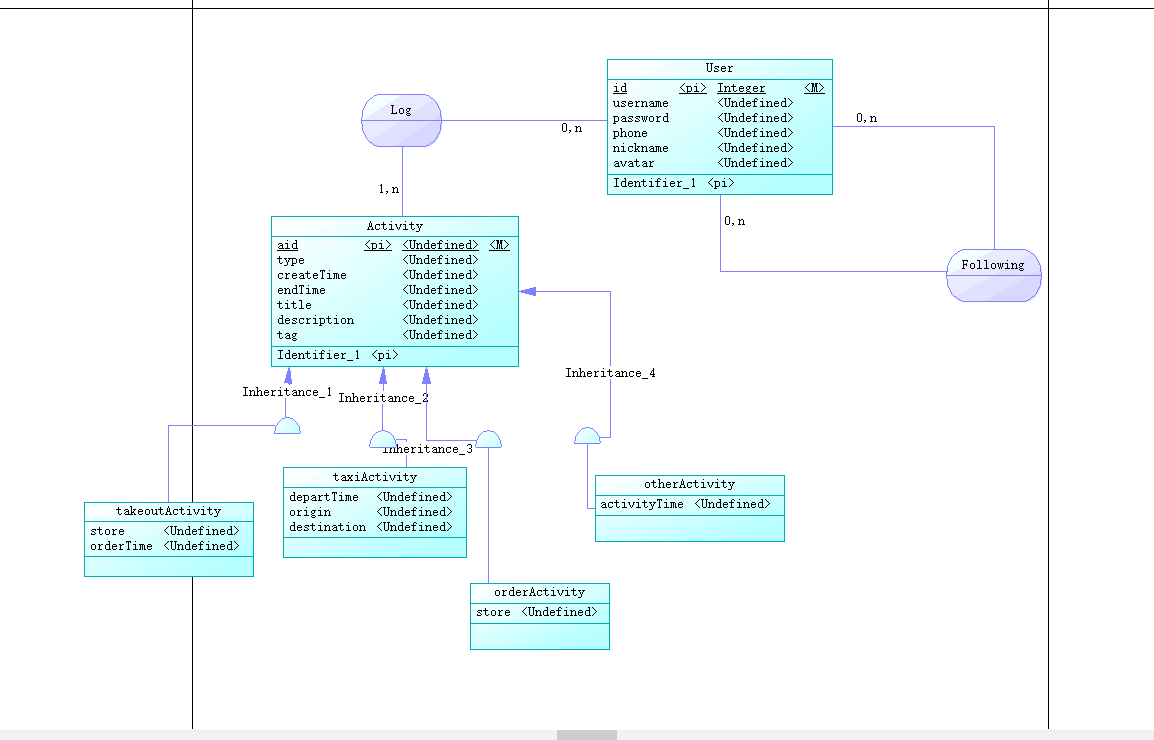 User
id <pi> Integer <M>
username <Undefined>
password <Undefined>
phone <Undefined>
nickname <Undefined>
avatar <Undefined>
Identifier_1 <pi>
Log
0,n
0,n
1,n
0,n
Following
Activity
aid <pi> <Undefined> <M>
type <Undefined>
createTime <Undefined>
endTime <Undefined>
title <Undefined>
description <Undefined>
tag <Undefined>
Identifier_1 <pi>
Inheritance_4
Inheritance_1
Inheritance_2
Inheritance_3
taxiActivity
departTime <Undefined>
origin <Undefined>
destination <Undefined>
otherActivity
activityTime <Undefined>
takeoutActivity
store <Undefined>
orderTime <Undefined>
orderActivity
store <Undefined>